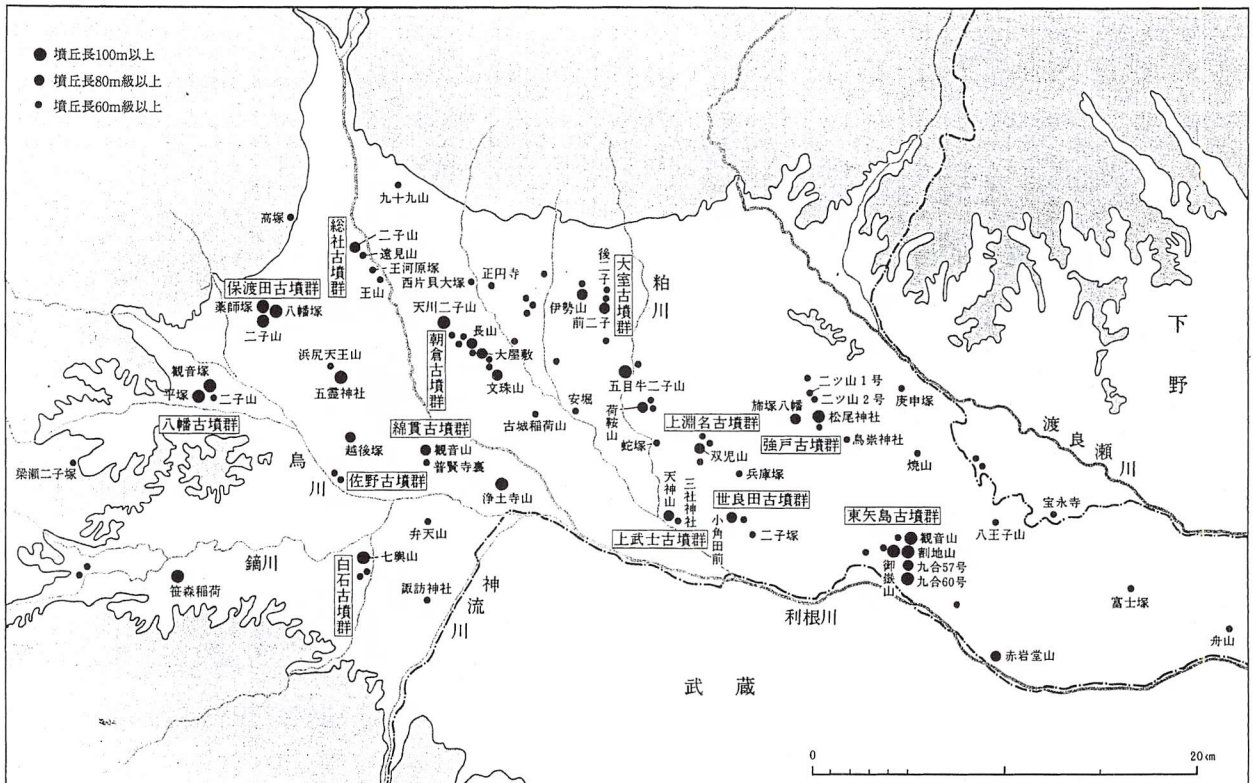 墳丘長100m以上
墳丘長80m級以上
墳丘長60m級以上
九十九山
高塚
総社古墳群
二子山
遠見山
王河原塚
王山
西片貝大塚
正円寺
保渡田古墳群
薬師塚
八幡塚
二子山
天川二子山
朝倉古墳群
長山
大屋敷
文珠山
伊勢山
後二子
前二子
大室古墳群
粕川
下野
浜尻天王山
五霊神社
観音塚
平塚
二子山
八幡古墳群
五目牛二子山
荷鞍山
安堀
古城稲荷山
蛇塚
上淵名古墳群
双児山
兵庫塚
二ツ山1号
二ツ山2号
庚申塚
松尾神社
強戸古墳群
鳥崇神社
焼山
渡良瀬川
綿貫古墳群
観音山
普賢寺裏
越後塚
簗瀬二子塚
烏川
佐野古墳群
浄土寺山
天神山
三社神社
上武士古墳群
世良田古墳群
小角田前
二子塚
東矢島古墳群
観音山
割地山
九合57号
九合60号
御嶽山
八王子山
宝永寺
弁天山
七輿山
白石古墳群
鏑川
笹森稲荷
諏訪神社
神流川
利根川
富士塚
舟山
赤岩堂山
武蔵
0
20km